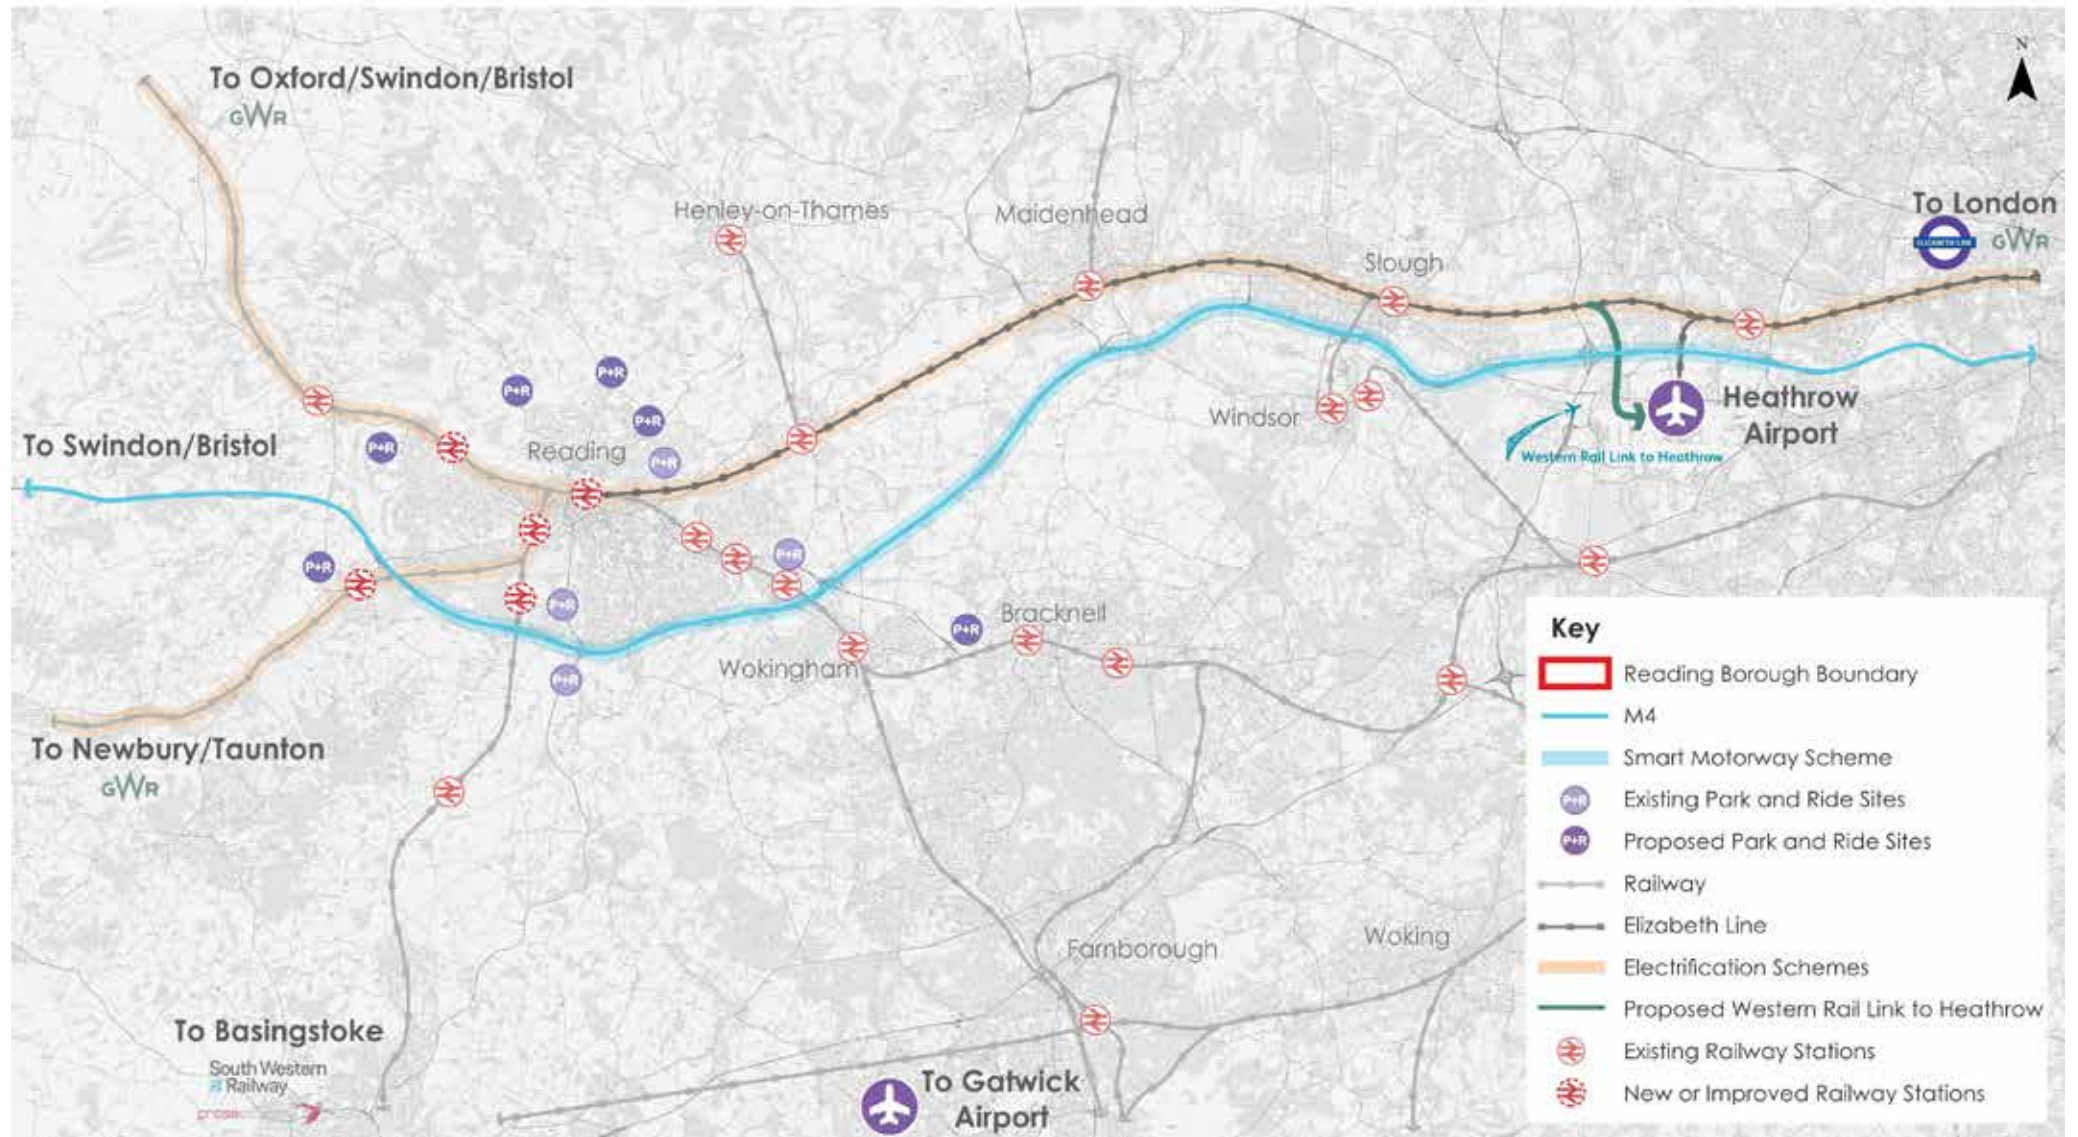 N
To Oxford/Swindon/Bristol
GWR
To London
ELIZABETH LINE
GWR
Henley-on-Thames
Maidenhead
Slough
P+R
P+R
P+R
Heathrow
Airport
Windsor
To Swindon/Bristol
P+R
Reading
P+R
Western Rail Link to Heathrow
P+R
P+R
P+R
Bracknell
P+R
Wokingham
P+R
To Newbury/Taunton
GWR
Farnborough
Woking
To Basingstoke
South Western
Railway
cross
To Gatwick
Airport
Key
Reading Borough Boundary
M4
Smart Motorway Scheme
P+R
Existing Park and Ride Sites
P+R
Proposed Park and Ride Sites
Railway
Elizabeth Line
Electrification Schemes
Proposed Western Rail Link to Heathrow
Existing Railway Stations
New or Improved Railway Stations